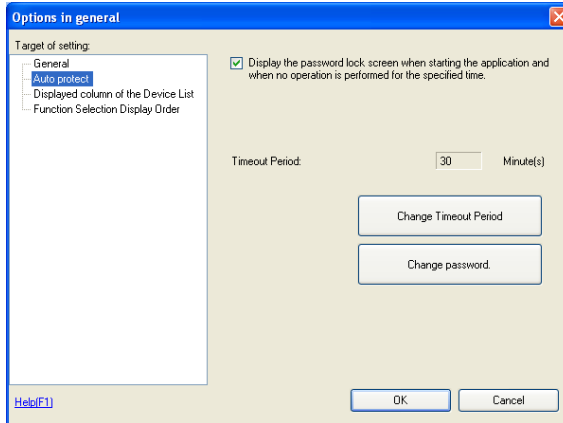 Options in general
Target of setting:
General
Auto protect
Displayed column of the Device List
Function Selection Display Order
Display the password lock screen when starting the application and
when no operation is performed for the specified time.
Timeout Period:
30
Minute(s)
Change Timeout Period
Change password.
Help(F1)
OK
Cancel